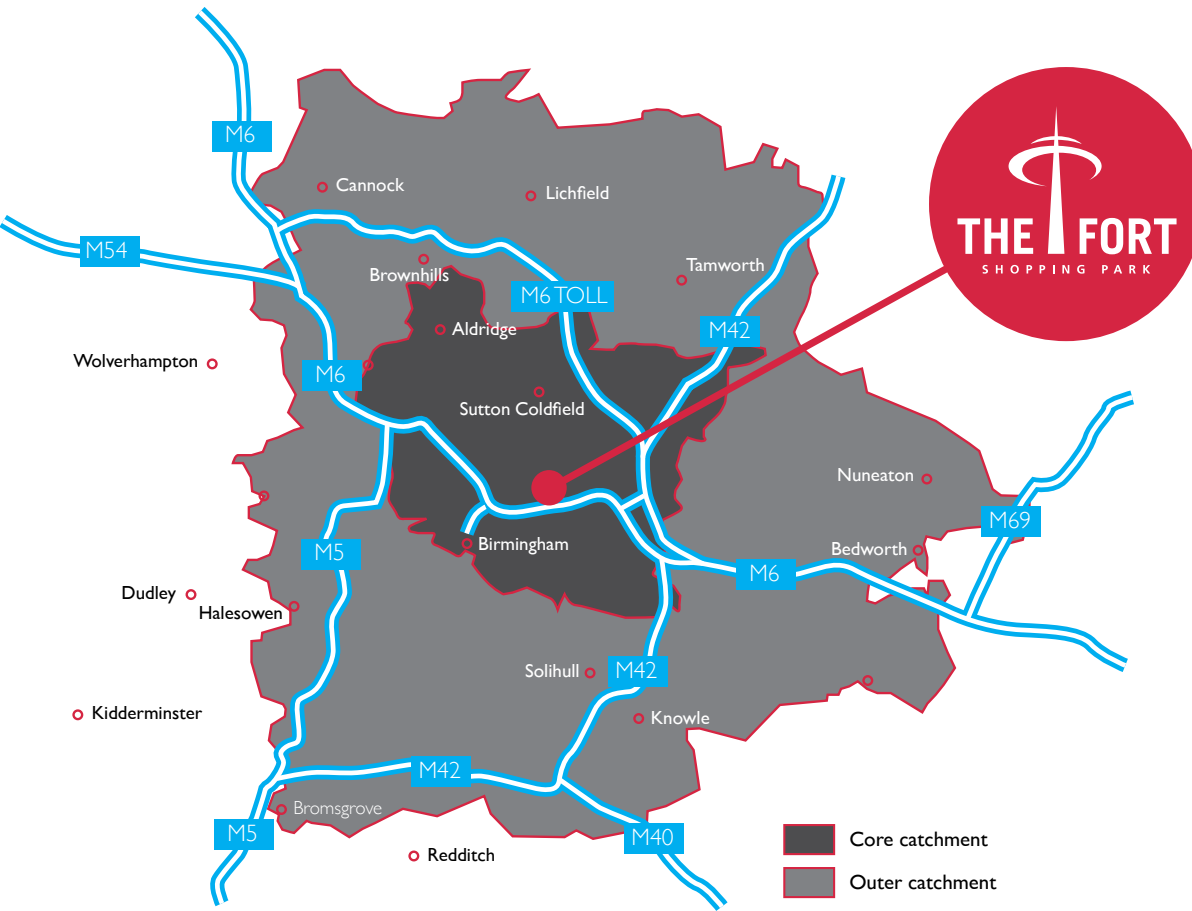 M6
Cannock
Lichfield
THE FORT
SHOPPING PARK
M54
Brownhills
Tamworth
M6 TOLL
Aldridge
M42
Wolverhampton
M6
Sutton Coldfield
Nuneaton
M69
Birmingham
Bedworth
M5
M6
Dudley
Halesowen
Solihull
M42
Kidderminster
Knowle
M42
Bromsgrove
M5
M40
Core catchment
Redditch
Outer catchment